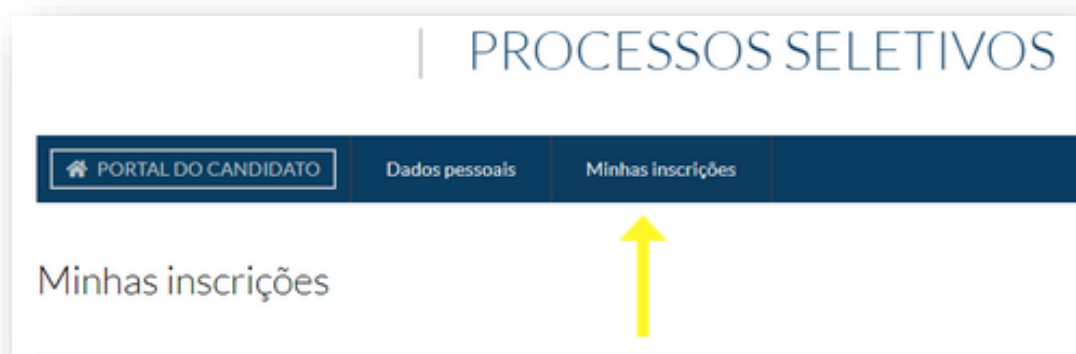 PROCESSOS SELETIVOS
PORTAL DO CANDIDATO Dados pessoais Minhas inscrições
Minhas inscrições